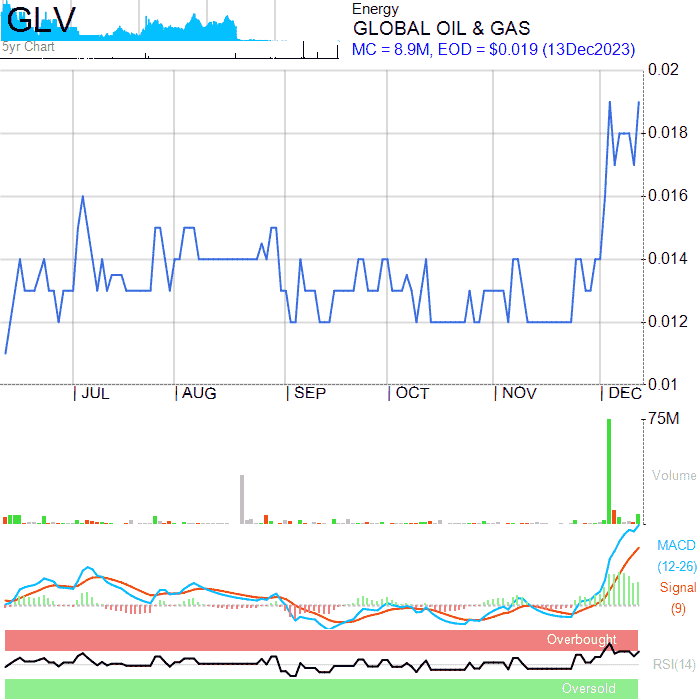 GLV
5yr Chart
Energy
GLOBAL OIL & GAS
MC = 8.9M, EOD = $0.019 (13Dec2023)
0.02
0.018
0.016
0.014
0.012
0.01
JUL AUG SEP OCT NOV DEC
75M
Volume
MACD
(12-26)
Signal
(9)
Overbought
RSI(14)
Oversold